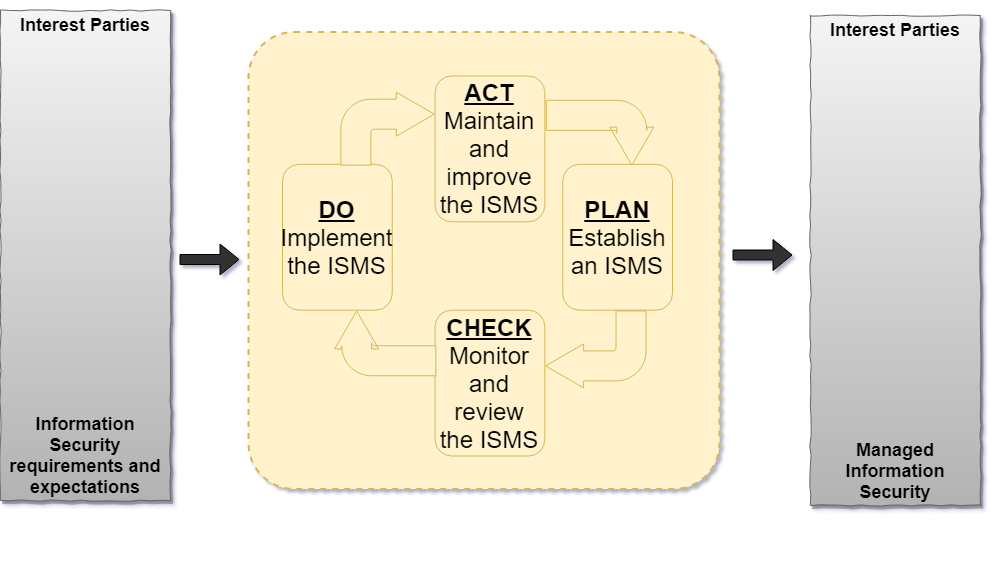 Interest Parties
Information
Security
requirements and
expectations
ACT
Maintain
and
improve
the ISMS
DO
Implement
the ISMS
PLAN
Establish
an ISMS
CHECK
Monitor
and
review
the ISMS
Interest Parties
Managed
Information
Security